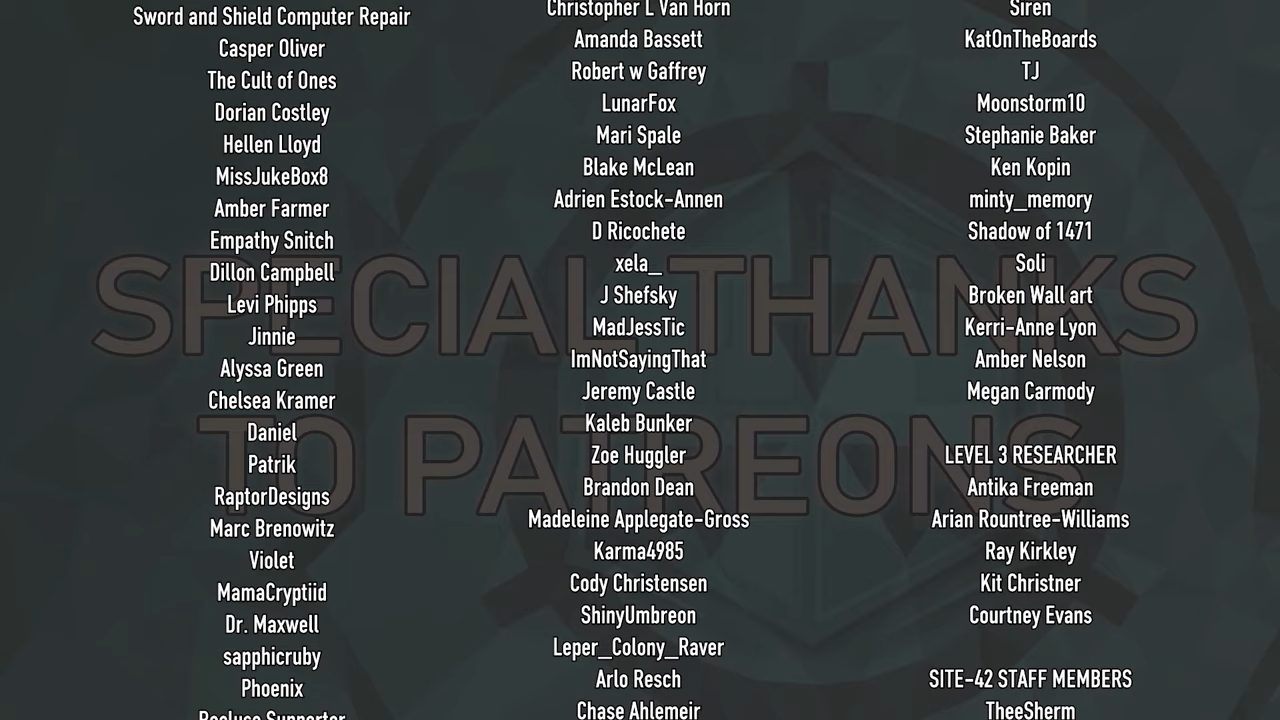 Sword and Shield Computer Repair
Casper Oliver
The Cult of Ones
Dorian Costley
Hellen Lloyd
MissJukeBox8
Amber Farmer
Empathy Snitch
Dillon Campbell
Levi Phipps
Jinnie
Alyssa Green
Chelsea Kramer
Daniel
Patrik
RaptorDesigns
Marc Brenowitz
Violet
MamaCryptiid
Dr. Maxwell
sapphicruby
Phoenix
Recluse Supporter
Christopher L Van Horn
Amanda Bassett
Robert w Gaffrey
LunarFox
Mari Spale
Blake McLean
Adrien Estock-Annen
D Ricochete
xela_
J Shefsky
MadJessTic
ImNotSayingThat
Jeremy Castle
Kaleb Bunker
Zoe Huggler
Brandon Dean
Madeleine Applegate-Gross
Karma4985
Cody Christensen
ShinyUmbreon
Leper_Colony_Raver
Arlo Resch
Chase Ahlemeir
Siren
KatOnTheBoards
TJ
Moonstorm10
Stephanie Baker
Ken Kopin
minty_memory
Shadow of 1471
Soli
Broken Wall art
Kerri-Anne Lyon
Amber Nelson
Megan Carmody
LEVEL 3 RESEARCHER
Antika Freeman
Arian Rountree-Williams
Ray Kirkley
Kit Christner
Courtney Evans
SITE-42 STAFF MEMBERS
TheeSherm
SPECIAL THANKS
TO PATREONS